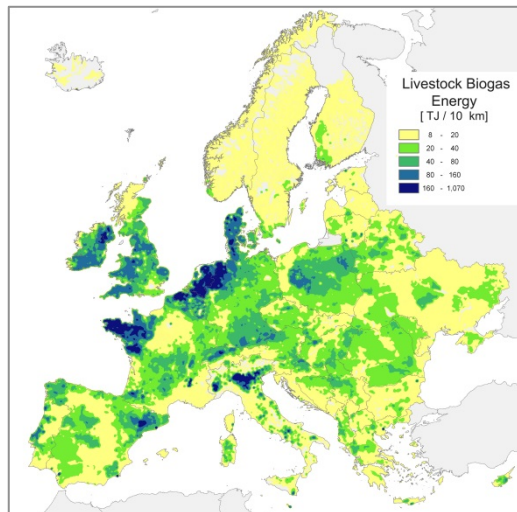 Livestock Biogas
Energy
[ TJ / 10 km]
8 - 20
20 - 40
40 - 80
80 - 160
160 - 1,070